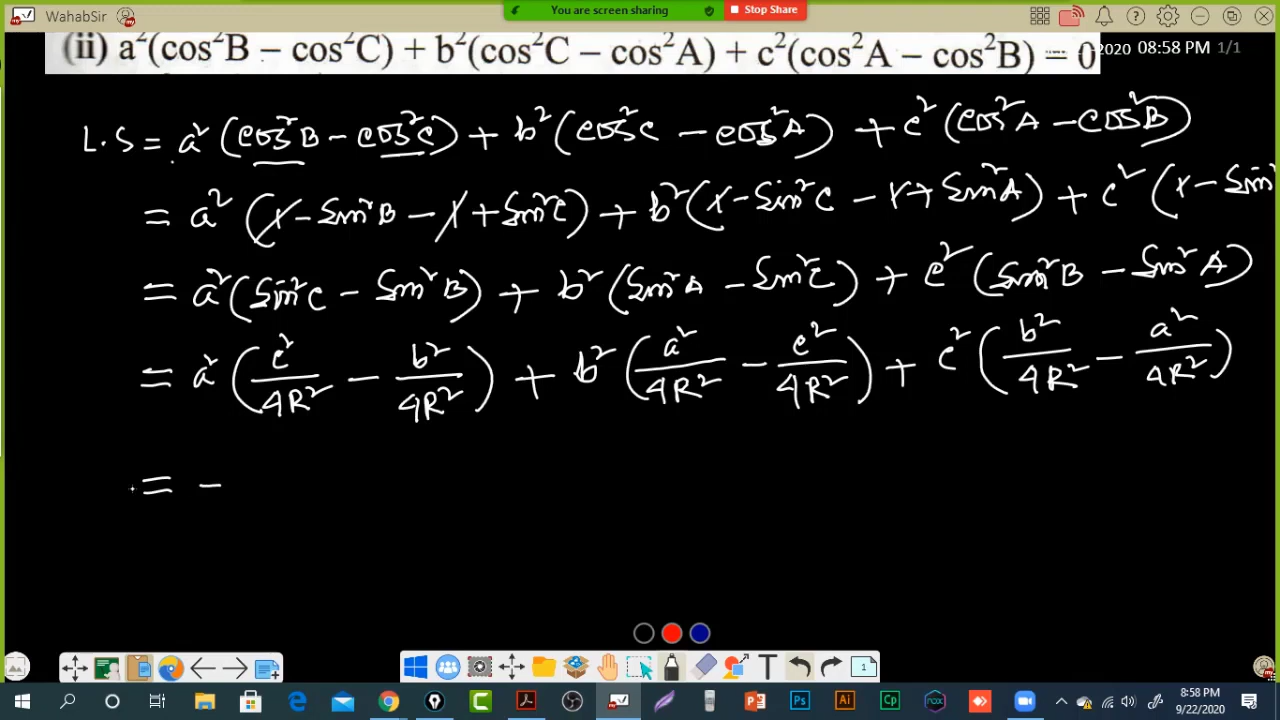 WahabSir
You are screen sharing
Stop Share
(ii) a²(cos²B – cos²C) + b²(cos²C – cos²A) + c²(cos²A – cos²B) = 0
2020 08:58 PM 1/1
L.S = a² (cos²B – cos²C) + b² (cos²C – cos²A) + c² (cos²A – cos²B)
= a² (1 – Sin²B – 1 + Sin²C) + b² (1 – Sin²C – 1 + Sin²A) + c² (1 – Sin²
= a² (Sin²C – Sin²B) + b² (Sin²A – Sin²C) + c² (Sin²B – Sin²A)
= a² (c²/4R² – b²/4R²) + b² (a²/4R² – c²/4R²) + c² (b²/4R² – a²/4R²)
= –
1
8:58 PM
9/22/2020